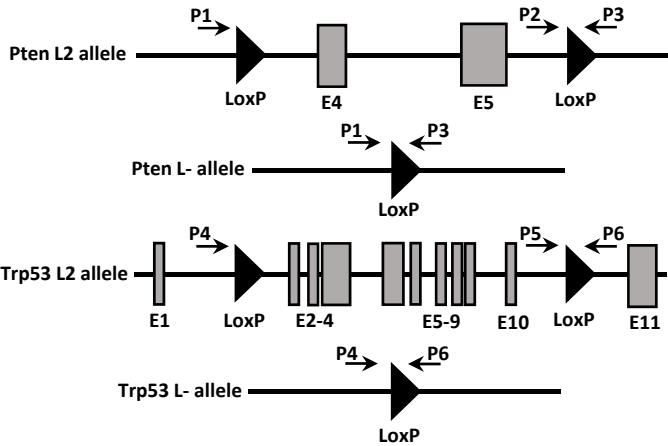 P1 P2 P3
Pten L2 allele
LoxP E4 E5 LoxP
P1 P3
Pten L- allele
LoxP
P4 P5 P6
Trp53 L2 allele
E1 LoxP E2-4 E5-9 E10 LoxP E11
P4 P6
Trp53 L- allele
LoxP